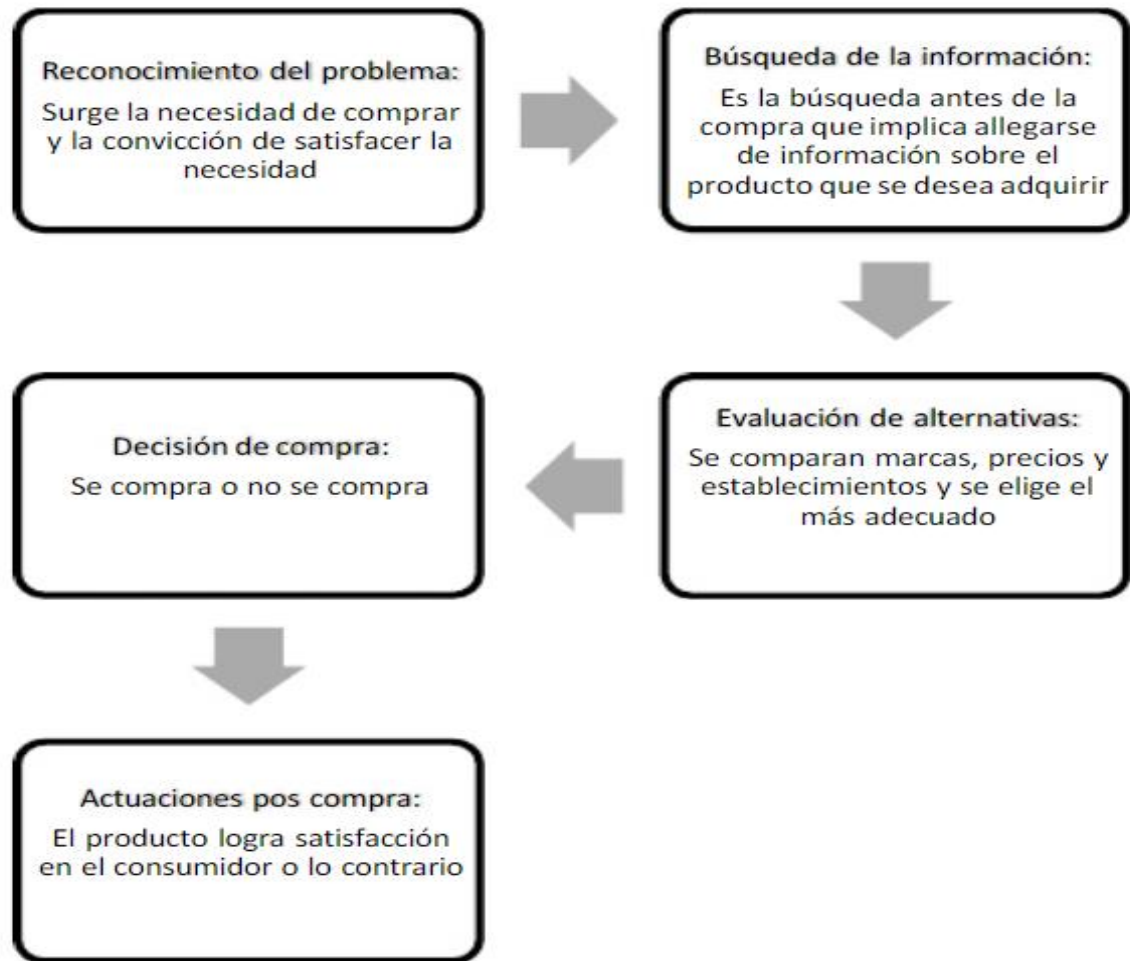 Reconocimiento del problema:
Surge la necesidad de comprar
y la convicción de satisfacer la
necesidad
Búsqueda de la información:
Es la búsqueda antes de la
compra que implica allegarse
de información sobre el
producto que se desea adquirir
Evaluación de alternativas:
Se comparan marcas, precios y
establecimientos y se elige el
más adecuado
Decisión de compra:
Se compra o no se compra
Actuaciones pos compra:
El producto logra satisfacción
en el consumidor o lo contrario